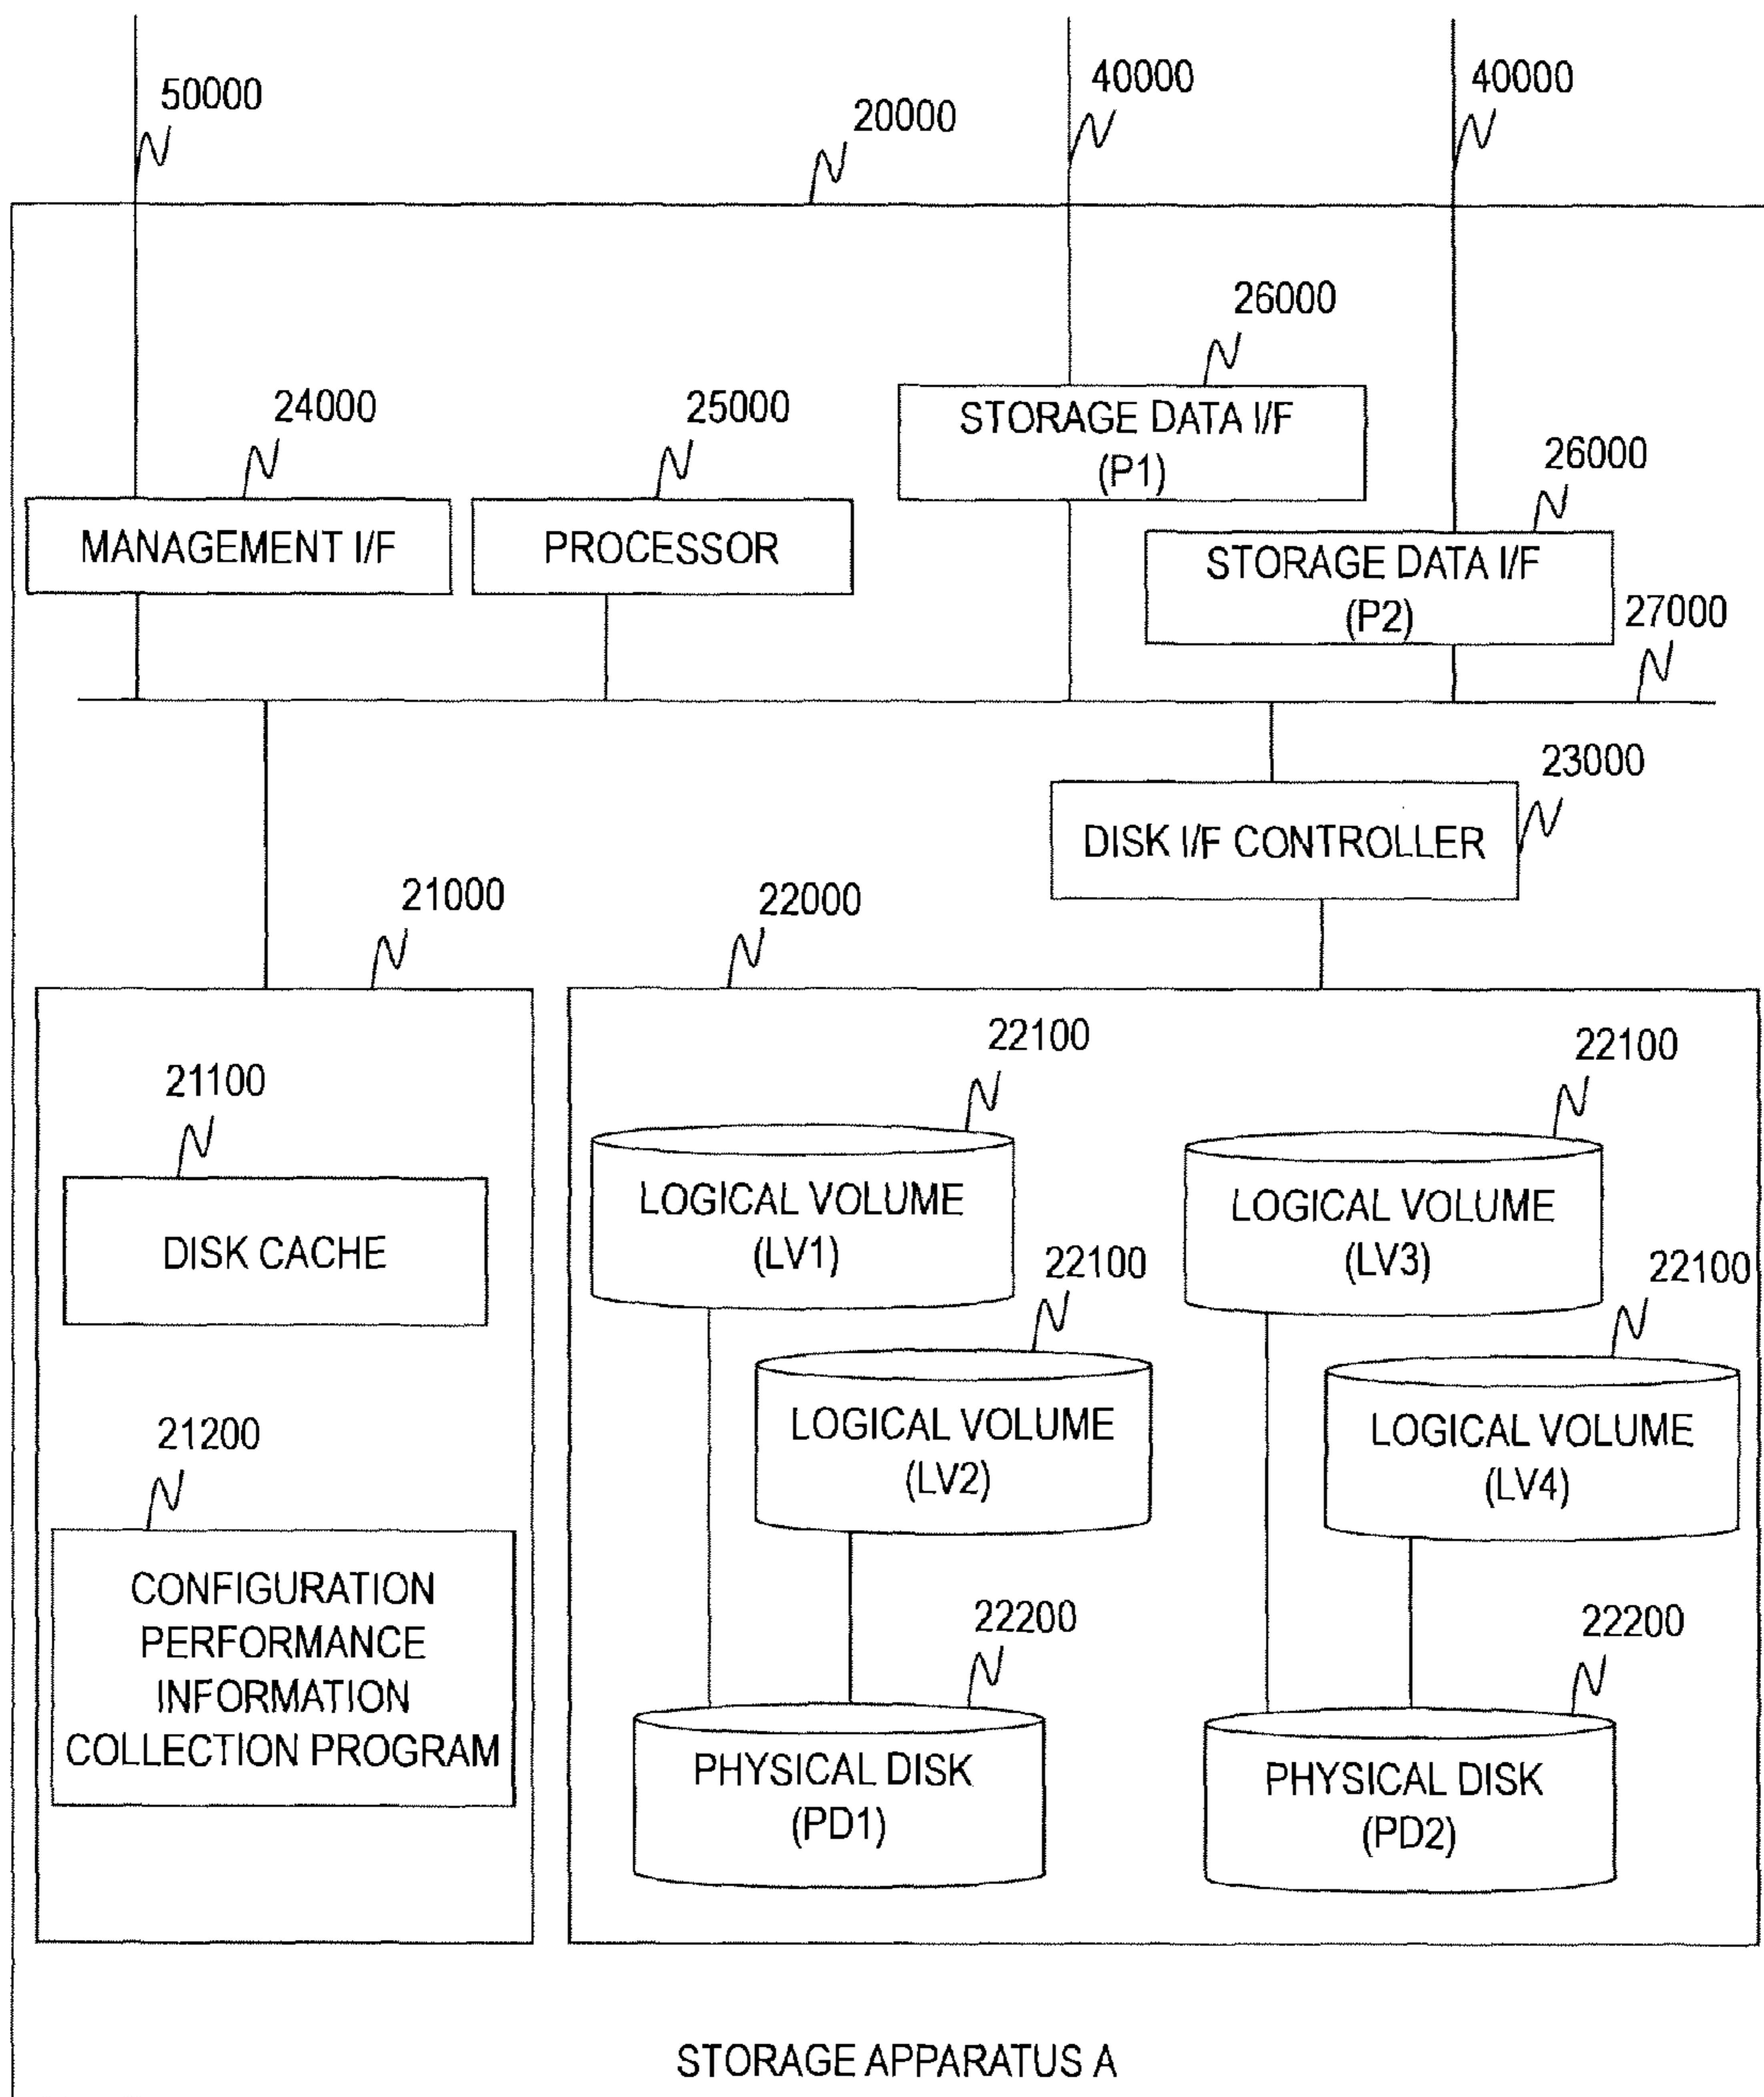 50000
40000
40000
20000
26000
24000
25000
STORAGE DATA I/F
(P1)
26000
MANAGEMENT I/F
PROCESSOR
STORAGE DATA I/F
(P2)
27000
23000
DISK I/F CONTROLLER
21000
22000
21100
DISK CACHE
21200
CONFIGURATION
PERFORMANCE
INFORMATION
COLLECTION PROGRAM
22100
LOGICAL VOLUME
(LV1)
22100
LOGICAL VOLUME
(LV3)
22100
LOGICAL VOLUME
(LV2)
22100
LOGICAL VOLUME
(LV4)
22200
PHYSICAL DISK
(PD1)
22200
PHYSICAL DISK
(PD2)
STORAGE APPARATUS A